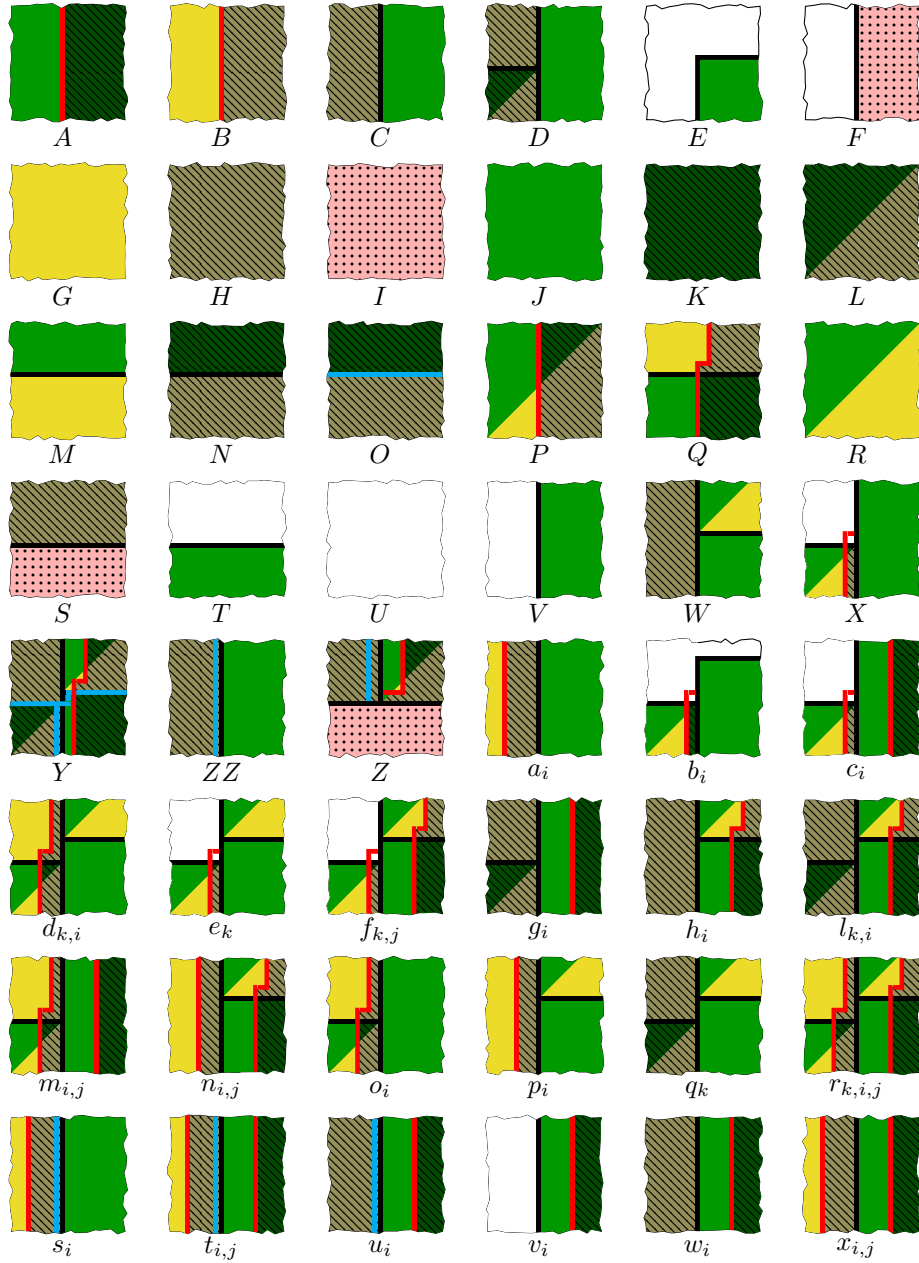 A B C D E F
G H I J K L
M N O P Q R
S T U V W X
Y ZZ Z a_i b_i c_i
d_{k,i} e_k f_{k,j} g_i h_i l_{k,i}
m_{i,j} n_{i,j} o_i p_i q_k r_{k,i,j}
s_i t_{i,j} u_i v_i w_i x_{i,j}